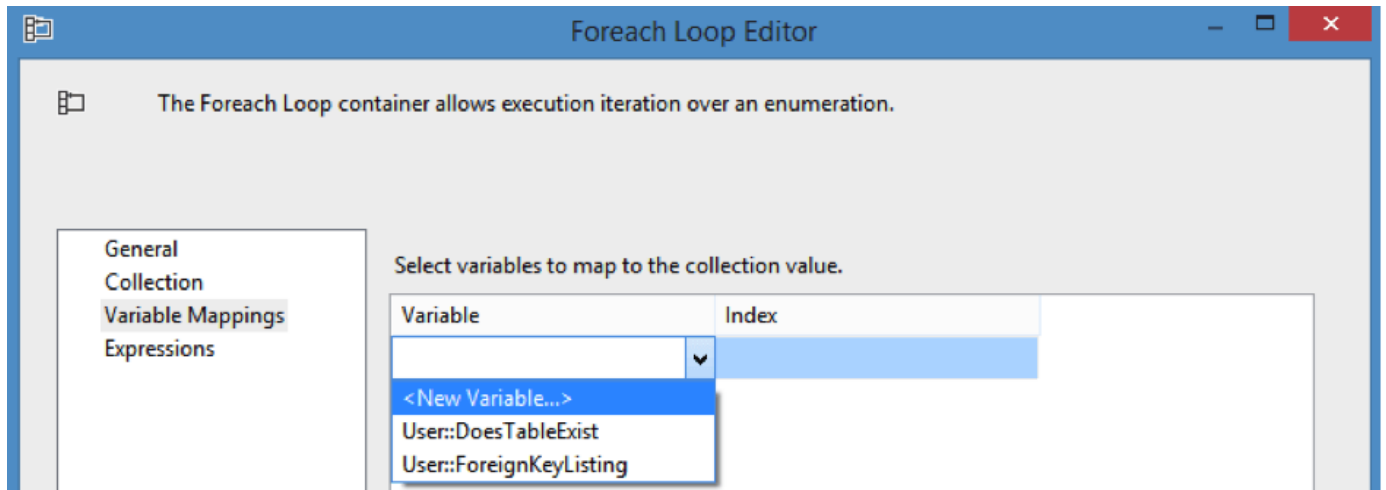 Foreach Loop Editor
The Foreach Loop container allows execution iteration over an enumeration.
General
Collection
Variable Mappings
Expressions
Select variables to map to the collection value.
Variable Index
<New Variable...>
User::DoesTableExist
User::ForeignKeyListing